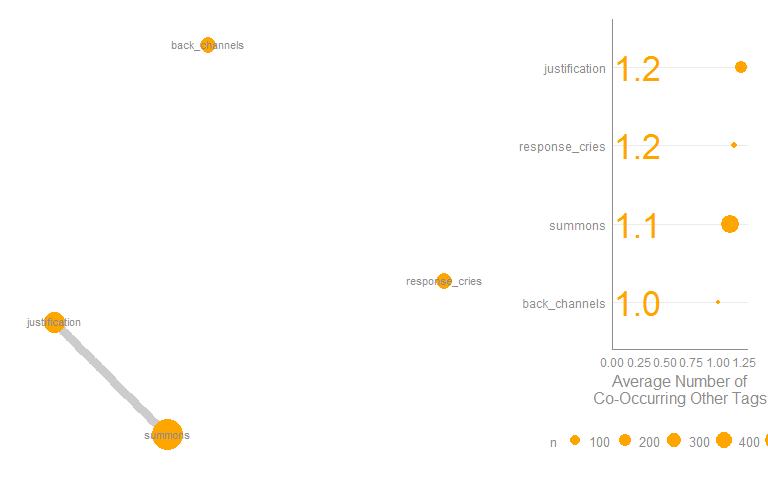 back_channels
response_cries
justification
summons
justification 1.2
response_cries 1.2
summons 1.1
back_channels 1.0
0.00 0.25 0.50 0.75 1.00 1.25
Average Number of
Co-Occurring Other Tags
n 100 200 300 400